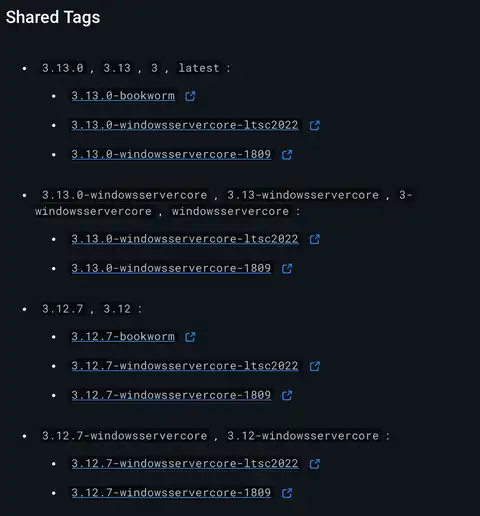 Shared Tags
• 3.13.0 , 3.13 , 3 , latest :
• 3.13.0-bookworm
• 3.13.0-windowsservercore-ltsc2022
• 3.13.0-windowsservercore-1809
• 3.13.0-windowsservercore , 3.13-windowsservercore , 3-
windowsservercore , windowsservercore :
• 3.13.0-windowsservercore-ltsc2022
• 3.13.0-windowsservercore-1809
• 3.12.7 , 3.12 :
• 3.12.7-bookworm
• 3.12.7-windowsservercore-ltsc2022
• 3.12.7-windowsservercore-1809
• 3.12.7-windowsservercore , 3.12-windowsservercore :
• 3.12.7-windowsservercore-ltsc2022
• 3.12.7-windowsservercore-1809